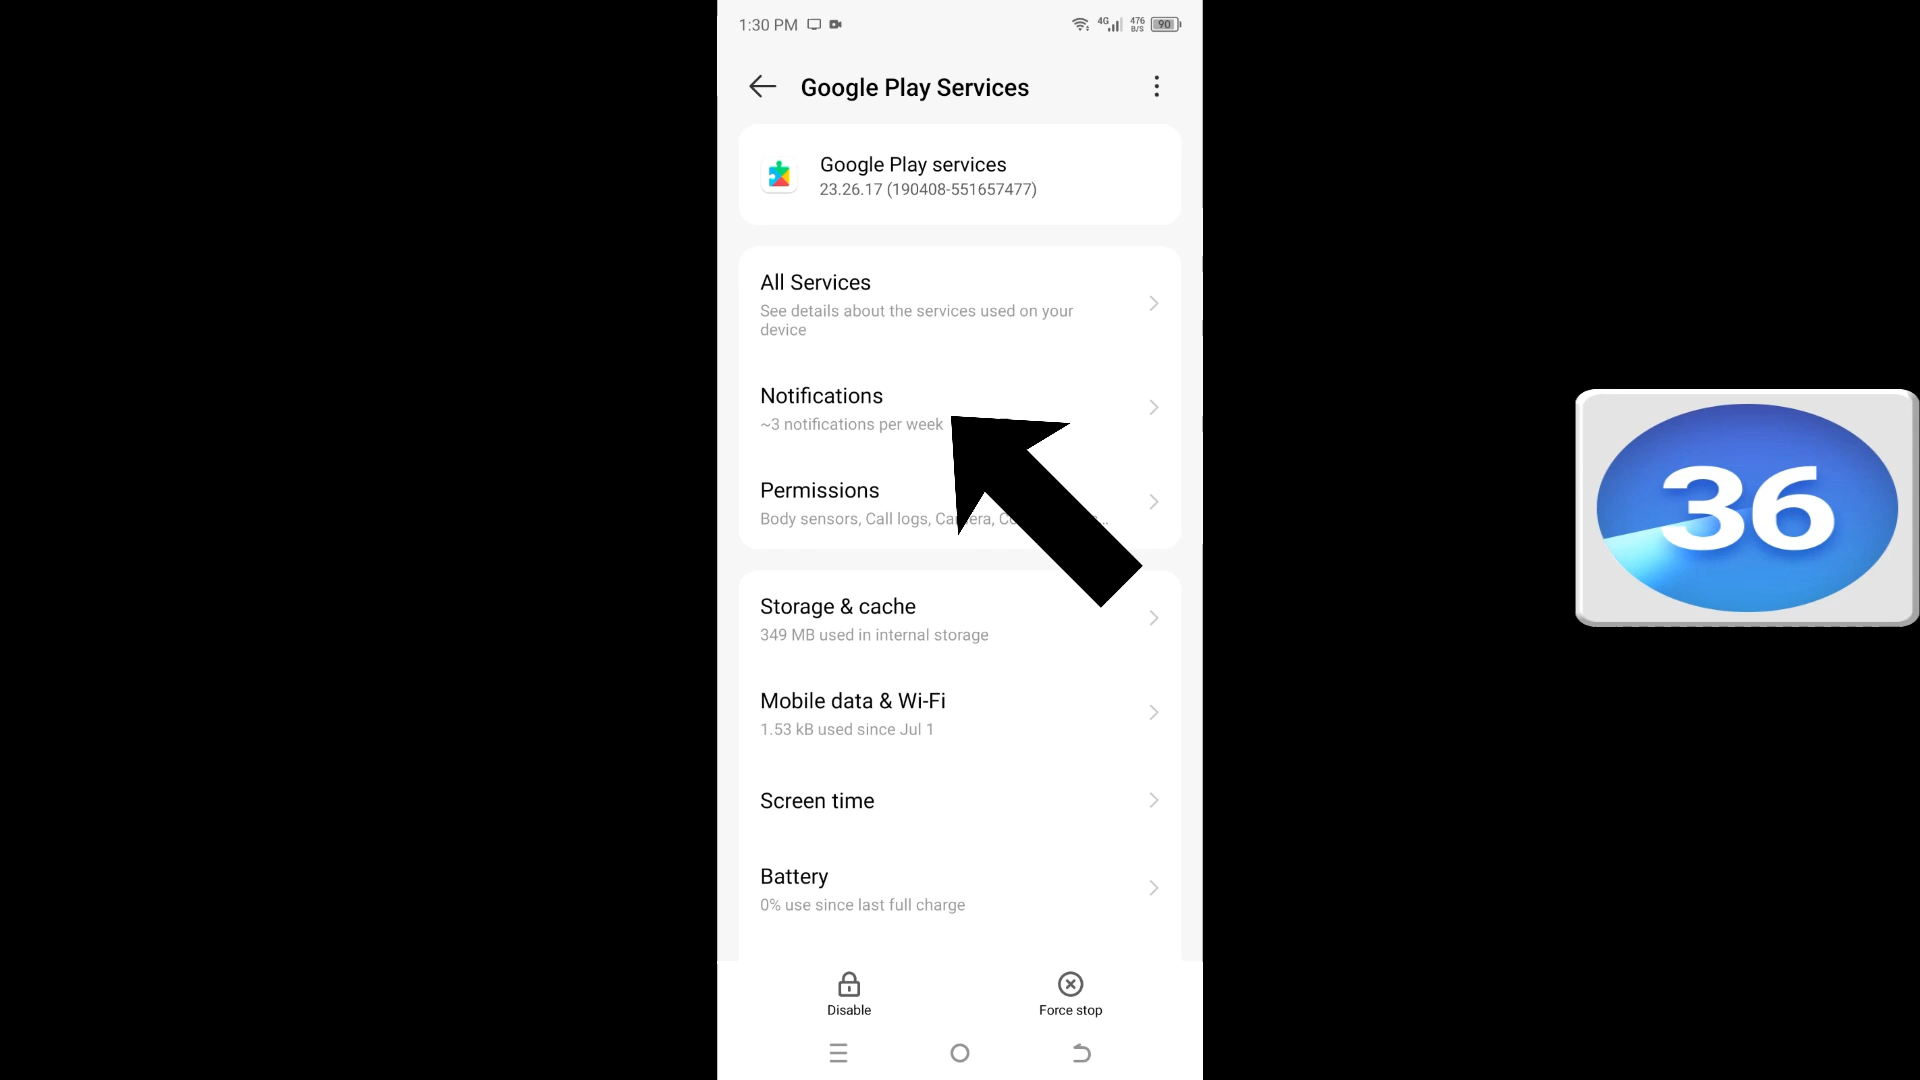 1:30 PM
4G
476
B/S
90
Google Play Services
Google Play services
23.26.17 (190408-551657477)
All Services
See details about the services used on your
device
Notifications
~3 notifications per week
Permissions
Body sensors, Call logs,
Storage & cache
349 MB used in internal storage
Mobile data & Wi-Fi
1.53 kB used since Jul 1
Screen time
Battery
0% use since last full charge
Disable
Force stop
36